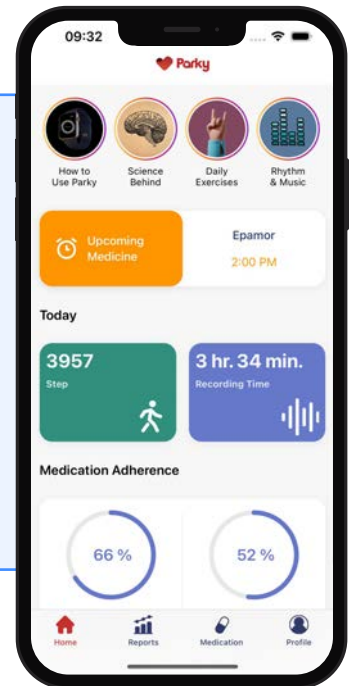 09:32
Parky
How to
Use Parky
Science
Behind
Daily
Exercises
Rhythm
& Music
Upcoming
Medicine
Epamor
2:00 PM
Today
3957
Step
3 hr. 34 min.
Recording Time
Medication Adherence
66 %
52 %
Home
Reports
Medication
Profile